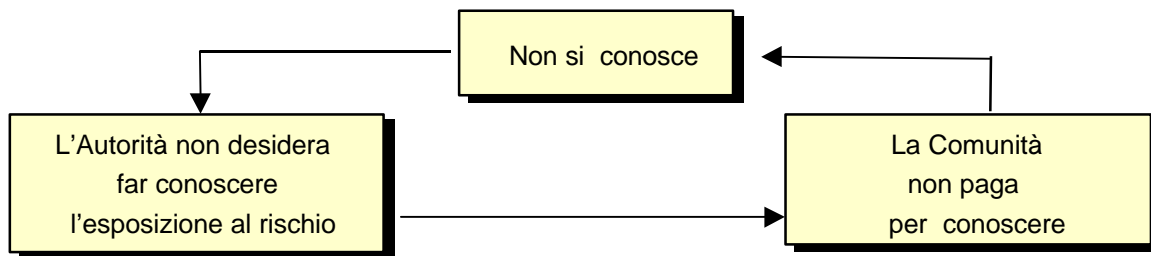 Non si conosce
L'Autorità non desidera
far conoscere
l'esposizione al rischio
La Comunità
non paga
per conoscere